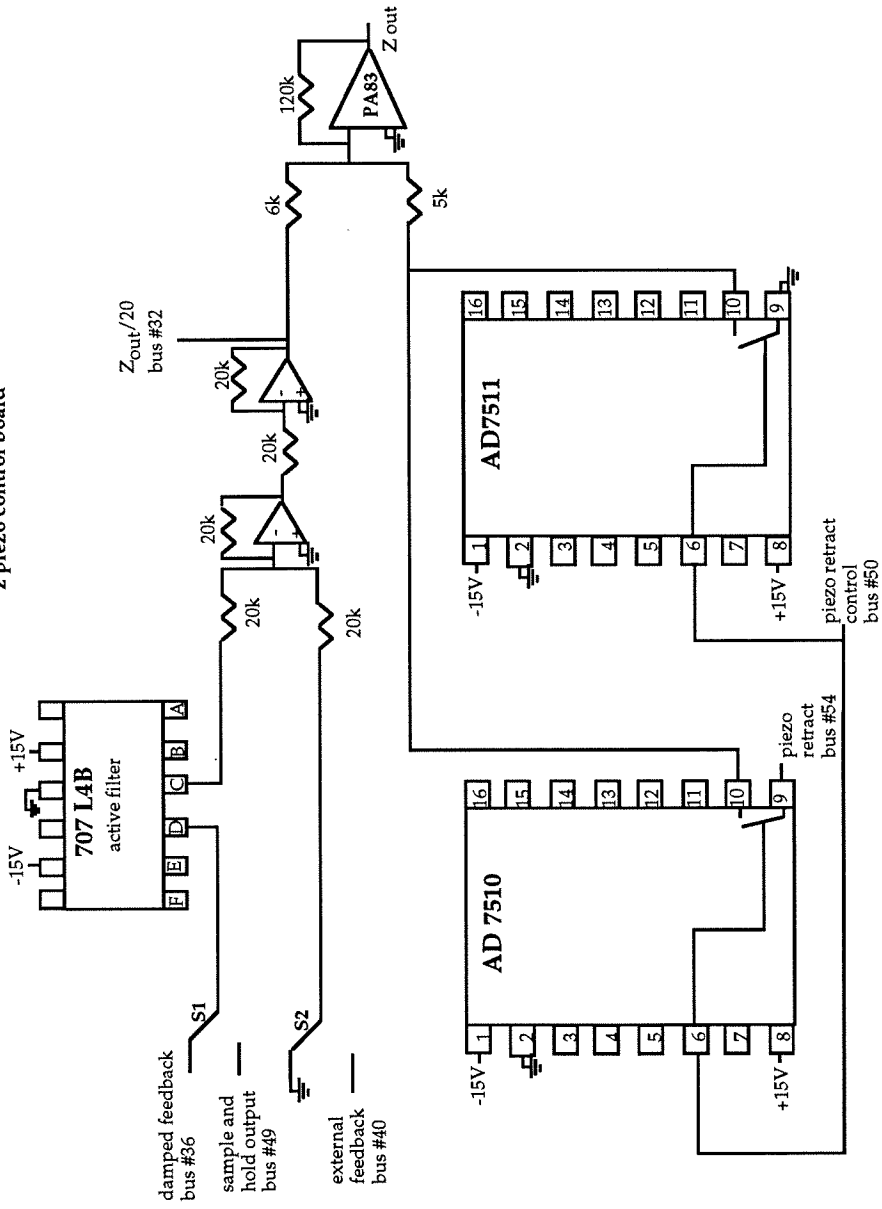 z piezo control board
-15V
+15V
707 L4B
active filter
F
E
D
C
B
A
S1
damped feedback
bus #36
sample and
hold output
bus #49
S2
external
feedback
bus #40
20k
20k
20k
-
+
20k
20k
-
+
Zout/20
bus #32
6k
5k
120k
PA83
Z out
AD 7510
-15V
1
2
3
4
5
6
7
8
+15V
16
15
14
13
12
11
10
9
piezo
retract
bus #54
AD7511
-15V
1
2
3
4
5
6
7
8
+15V
16
15
14
13
12
11
10
9
piezo retract
control
bus #50